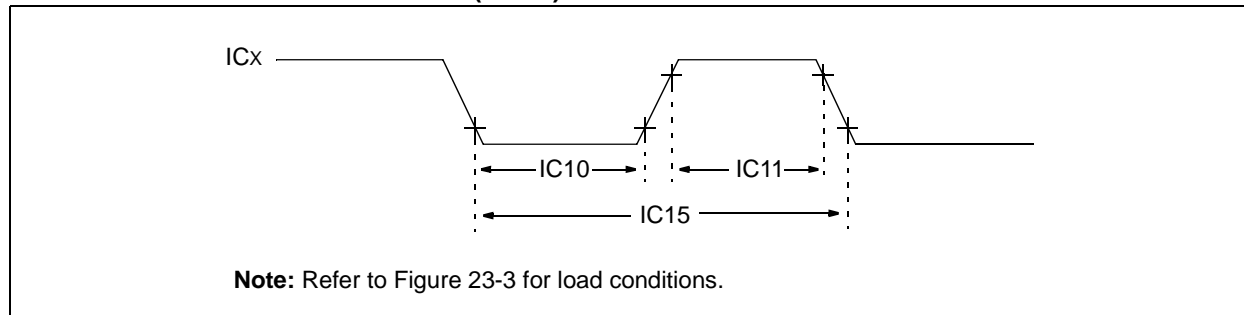 ICx
IC10
IC11
IC15
Note: Refer to Figure 23-3 for load conditions.